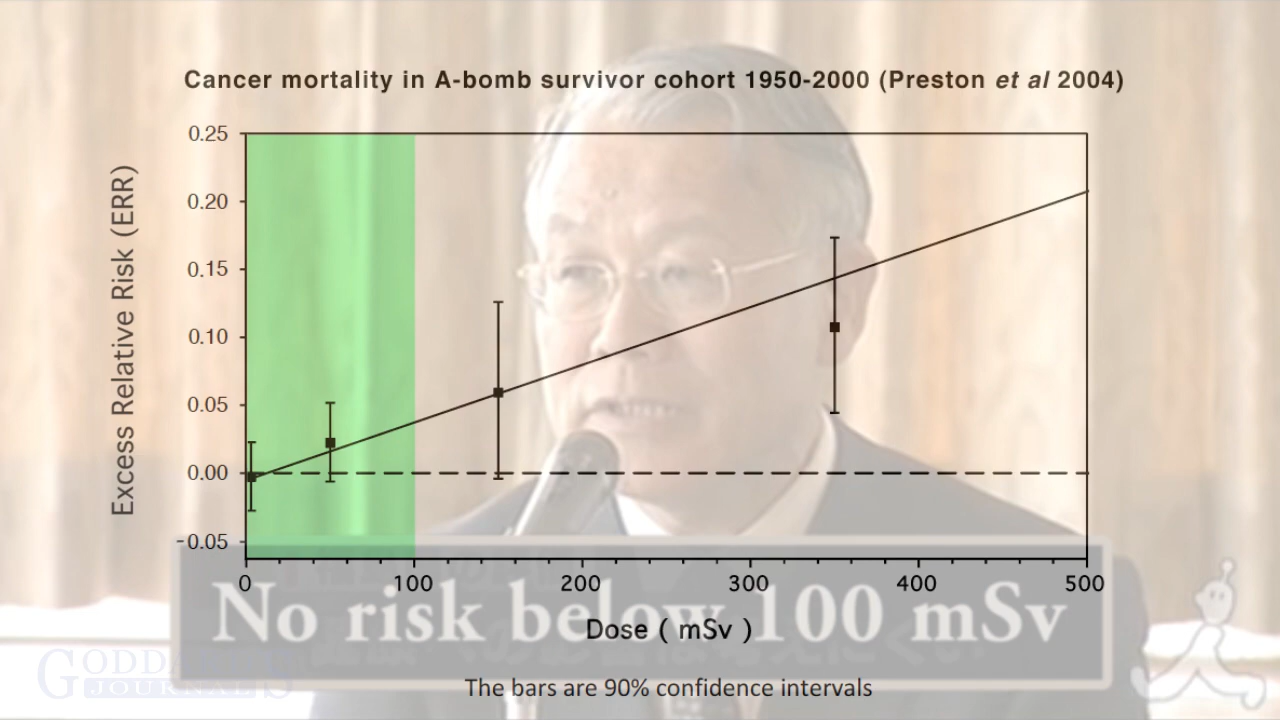 Cancer mortality in A-bomb survivor cohort 1950-2000 (Preston et al 2004)
Excess Relative Risk (ERR)
0.25
0.20
0.15
0.10
0.05
0.00
-0.05
0 100 200 300 400 500
No risk below 100 mSv
Dose ( mSv )
GODDARD'S
JOURNAL
The bars are 90% confidence intervals